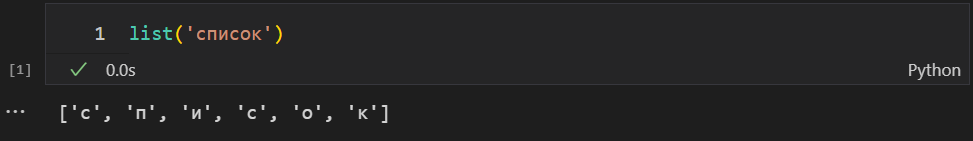 1 list('список')
[1] ✓ 0.0s Python
... ['с', 'п', 'и', 'с', 'о', 'к']